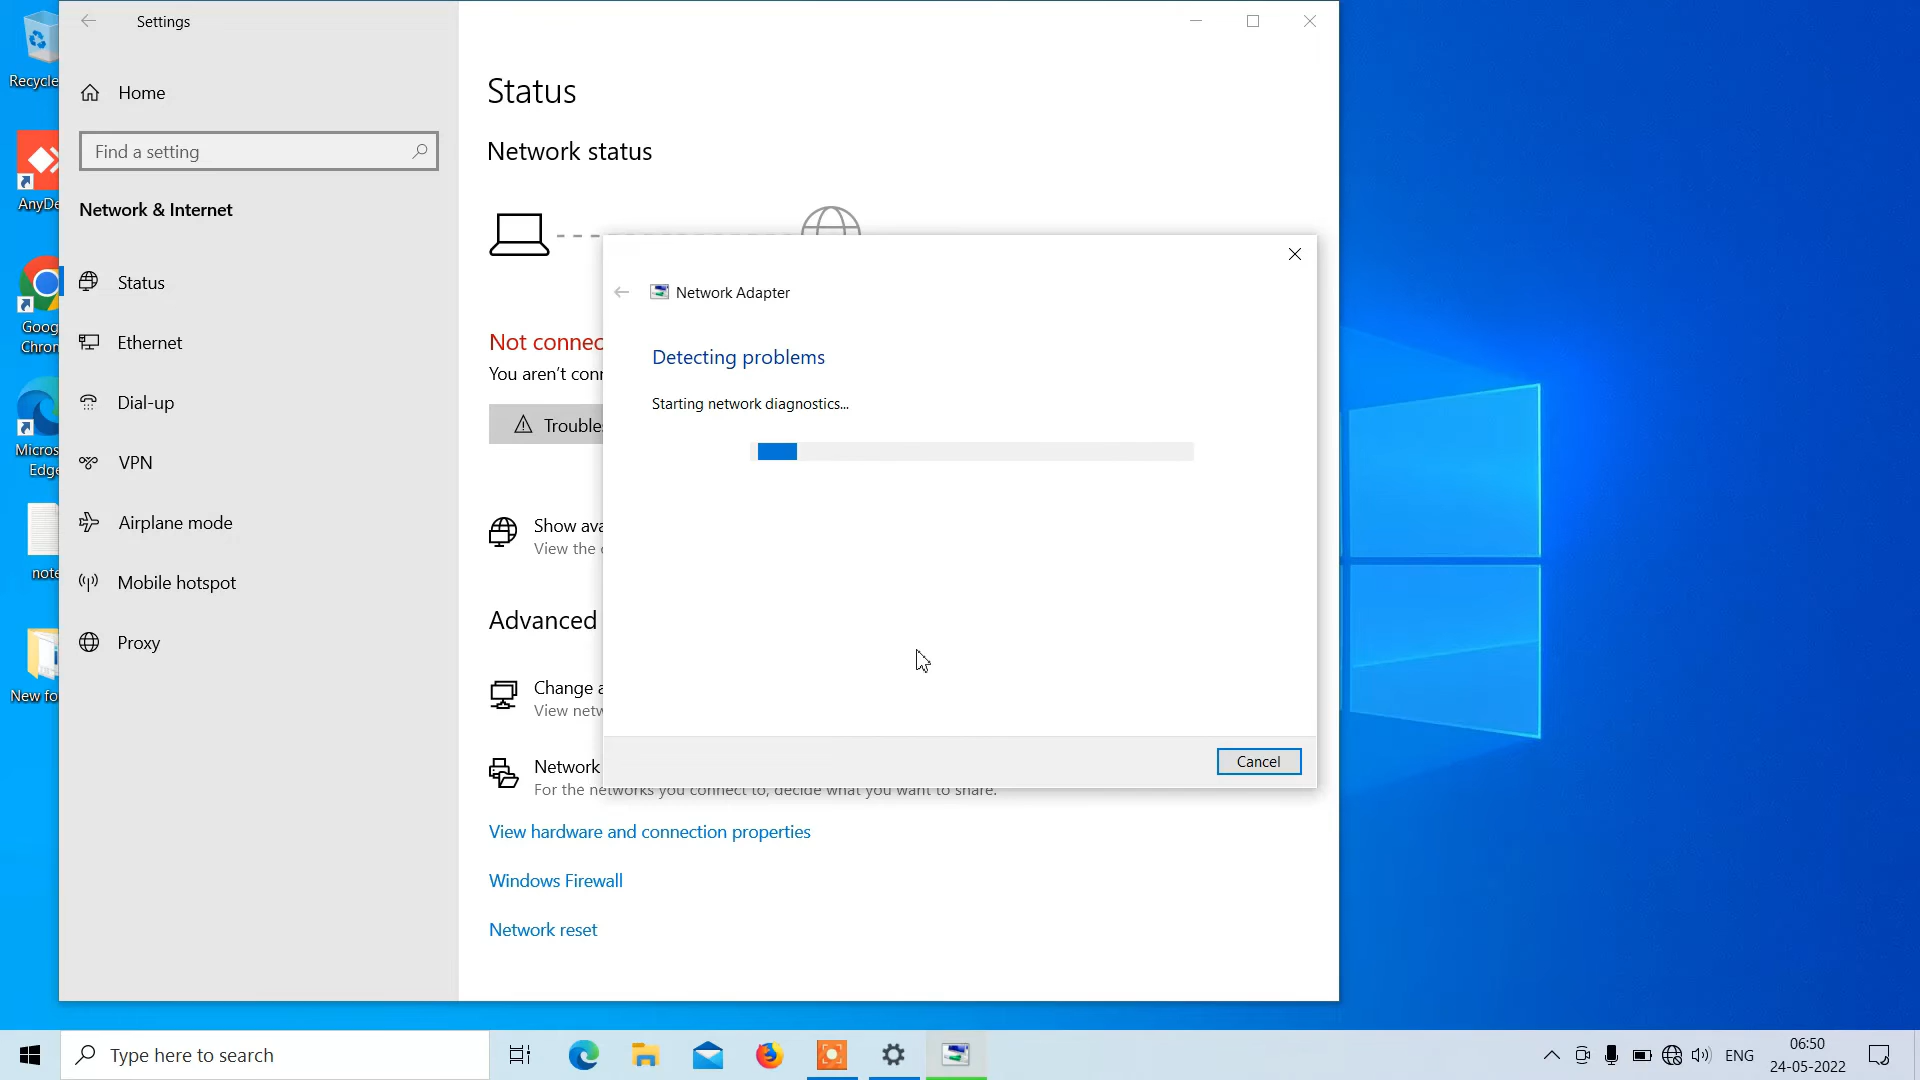 Recycle
AnyDe
Goog
Chron
Micros
Edge
note
New fo
Settings
Home
Find a setting
Network & Internet
Status
Ethernet
Dial-up
VPN
Airplane mode
Mobile hotspot
Proxy
Status
Network status
Not connec
You aren't conn
Troubles
Show ava
View the c
Advanced
Change a
View netw
Network
For the networks you connect to, decide what you want to share.
View hardware and connection properties
Windows Firewall
Network reset
Network Adapter
Detecting problems
Starting network diagnostics...
Cancel
Type here to search
ENG
06:50
24-05-2022